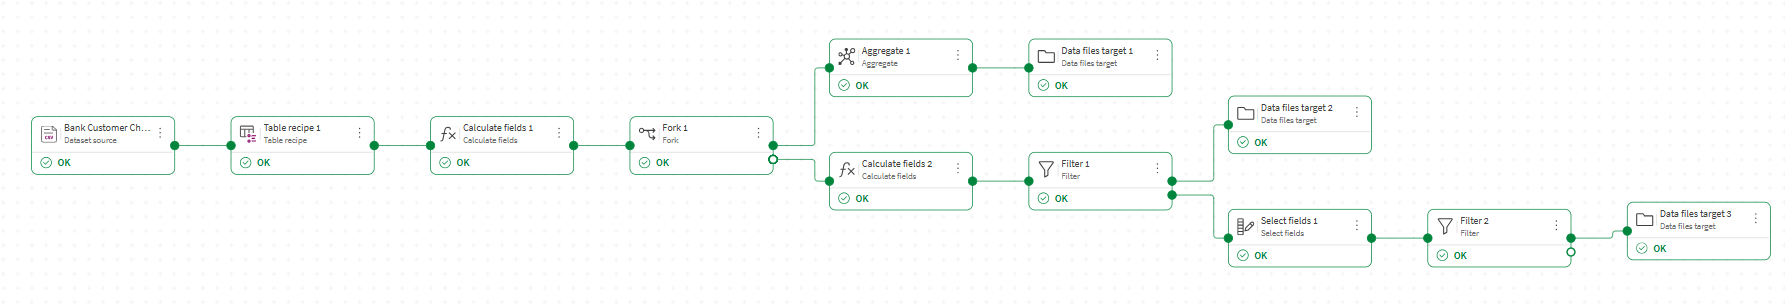 Bank Customer Ch...
Dataset source
CSV
OK
Table recipe 1
Table recipe
OK
Calculate fields 1
Calculate fields
OK
Fork 1
Fork
OK
Aggregate 1
Aggregate
OK
Data files target 1
Data files target
OK
Calculate fields 2
Calculate fields
OK
Filter 1
Filter
OK
Data files target 2
Data files target
OK
Select fields 1
Select fields
OK
Filter 2
Filter
OK
Data files target 3
Data files target
OK